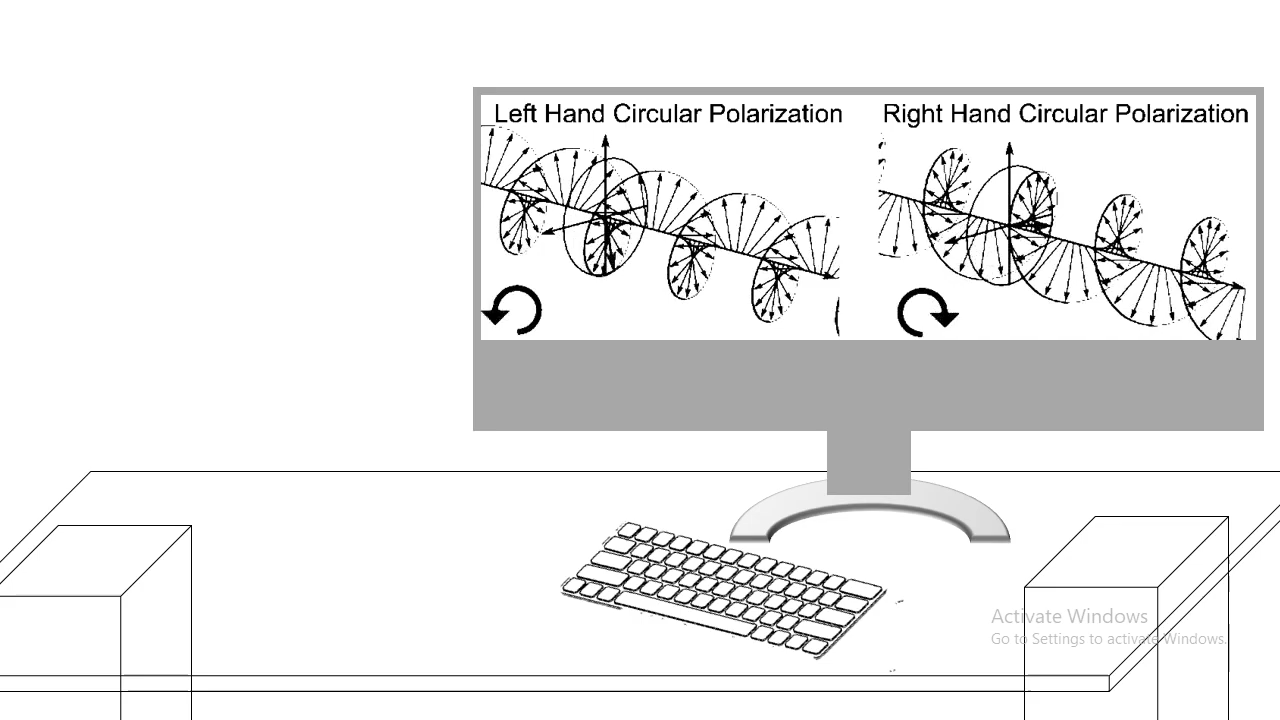 Left Hand Circular Polarization
Right Hand Circular Polarization
Activate Windows
Go to Settings to activate Windows.